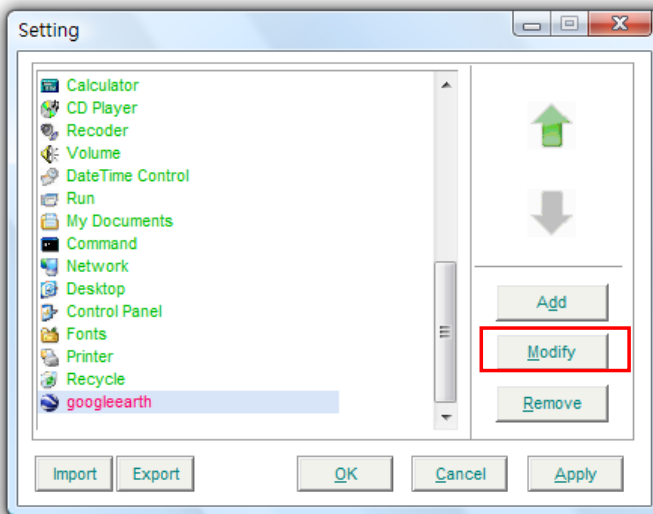 Setting
Calculator
CD Player
Recoder
Volume
DateTime Control
Run
My Documents
Command
Network
Desktop
Control Panel
Fonts
Printer
Recycle
googleearth
Add
Modify
Remove
Import Export OK Cancel Apply